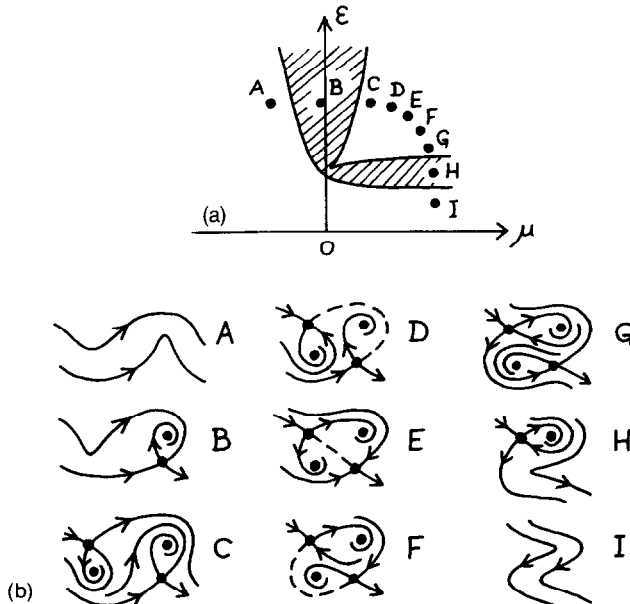 ε
A B C D E F G H I
(a)
O μ
A D G
B E H
C F I
(b)